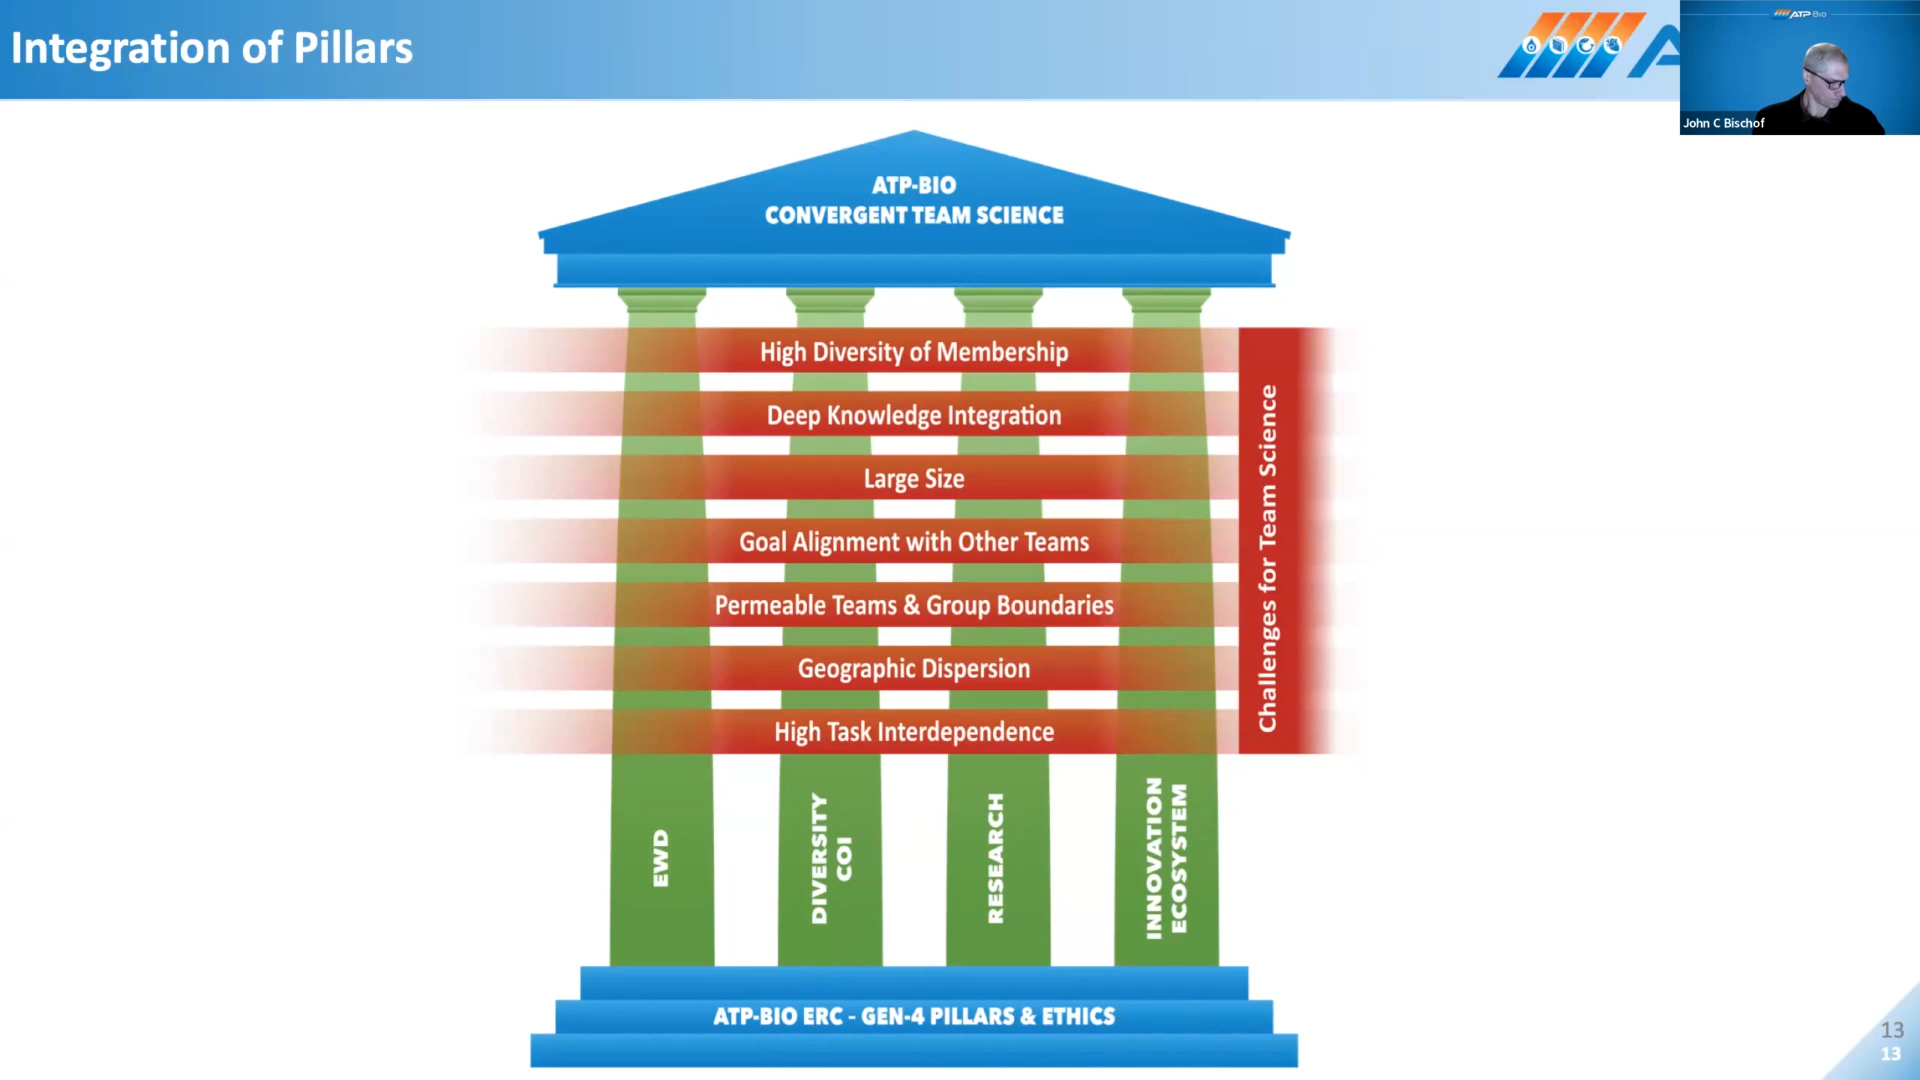 Integration of Pillars
A
ATP Bio
John C Bischof
ATP-BIO
CONVERGENT TEAM SCIENCE
High Diversity of Membership
Deep Knowledge Integration
Large Size
Goal Alignment with Other Teams
Permeable Teams & Group Boundaries
Geographic Dispersion
High Task Interdependence
Challenges for Team Science
EWD
DIVERSITY
COI
RESEARCH
INNOVATION
ECOSYSTEM
ATP-BIO ERC - GEN-4 PILLARS & ETHICS
13
13